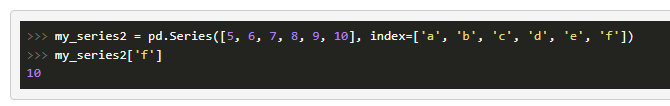 >>> my_series2 = pd.Series([5, 6, 7, 8, 9, 10], index=['a', 'b', 'c', 'd', 'e', 'f'])
>>> my_series2['f']
10